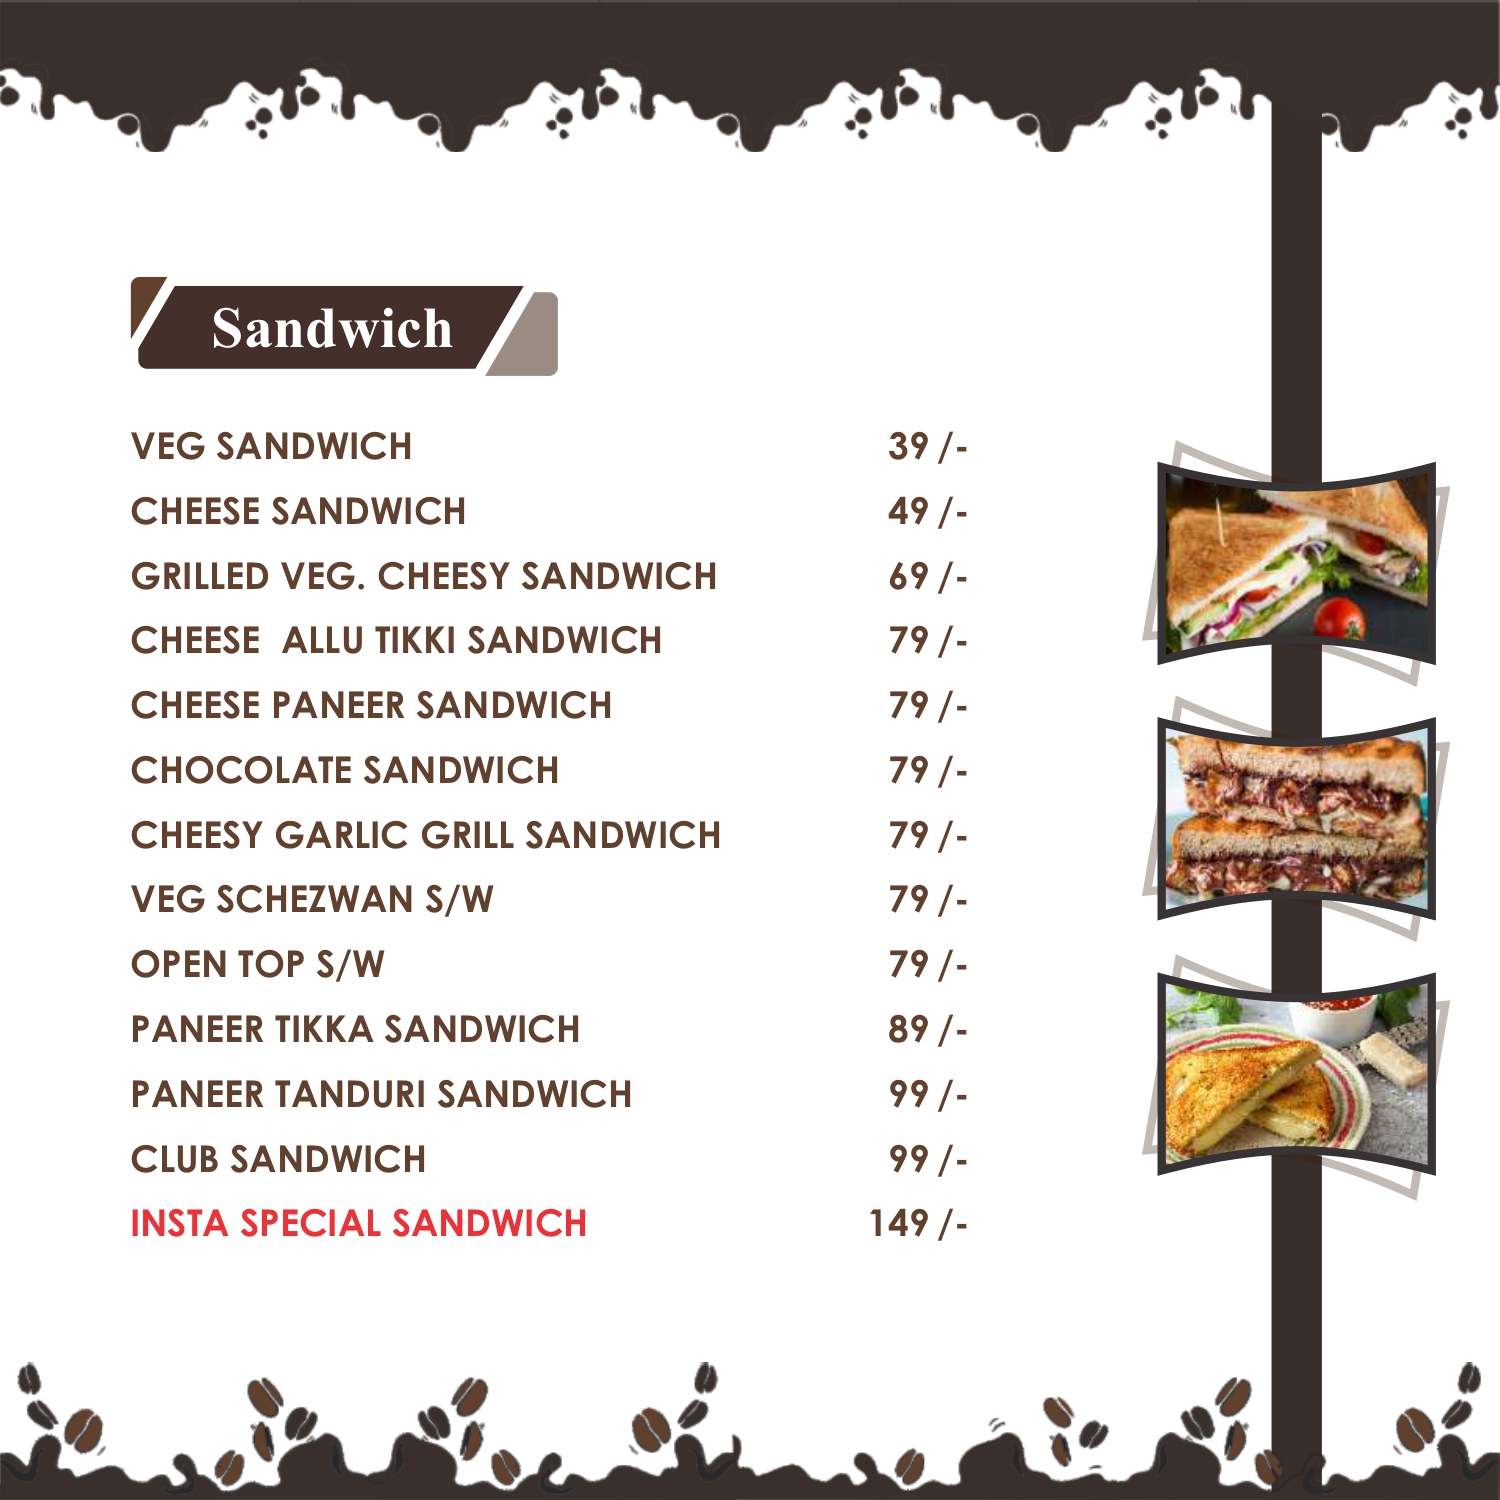 Sandwich
VEG SANDWICH 39 /-
CHEESE SANDWICH 49 /-
GRILLED VEG. CHEESY SANDWICH 69 /-
CHEESE  ALLU TIKKI SANDWICH 79 /-
CHEESE PANEER SANDWICH 79 /-
CHOCOLATE SANDWICH 79 /-
CHEESY GARLIC GRILL SANDWICH 79 /-
VEG SCHEZWAN S/W 79 /-
OPEN TOP S/W 79 /-
PANEER TIKKA SANDWICH 89 /-
PANEER TANDURI SANDWICH 99 /-
CLUB SANDWICH 99 /-
INSTA SPECIAL SANDWICH 149 /-